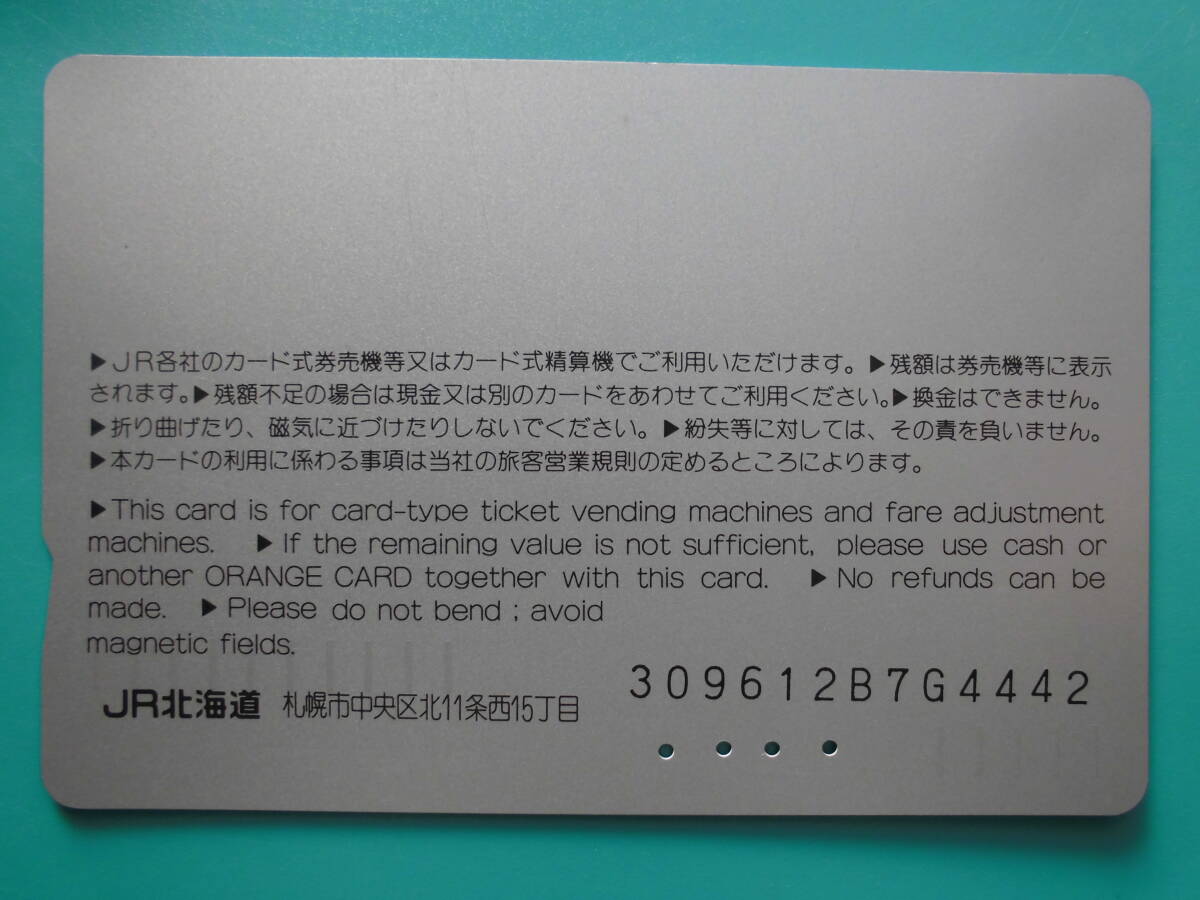 ▶JR各社のカード式券売機等又はカード式精算機でご利用いただけます。▶残額は券売機等に表示
されます。▶残額不足の場合は現金又は別のカードをあわせてご利用ください。▶換金はできません。
▶折り曲げたり、磁気に近づけたりしないでください。▶紛失等に対しては、その責を負いません。
▶本カードの利用に係わる事項は当社の旅客営業規則の定めるところによります。
▶This card is for card-type ticket vending machines and fare adjustment
machines. ▶If the remaining value is not sufficient, please use cash or
another ORANGE CARD together with this card. ▶No refunds can be
made. ▶Please do not bend ; avoid
magnetic fields.
309612B7G4442
JR北海道 札幌市中央区北11条西15丁目